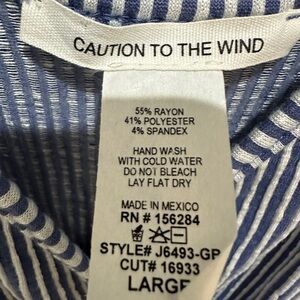 CAUTION TO THE WIND
55% RAYON
41% POLYESTER
4% SPANDEX
HAND WASH
WITH COLD WATER
DO NOT BLEACH
LAY FLAT DRY
MADE IN MEXICO
RN # 156284
STYLE# J6493-GP
CUT# 16933
LARGE